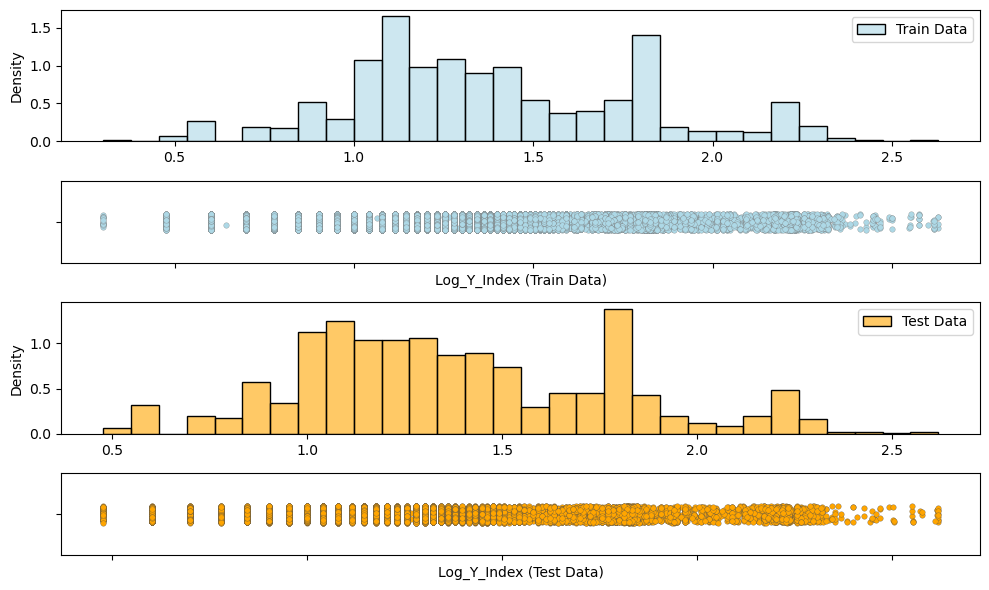 Train Data
Density
1.5
1.0
0.5
0.0
0.5 1.0 1.5 2.0 2.5
Log_Y_Index (Train Data)
Test Data
Density
1.0
0.5
0.0
0.5 1.0 1.5 2.0 2.5
Log_Y_Index (Test Data)